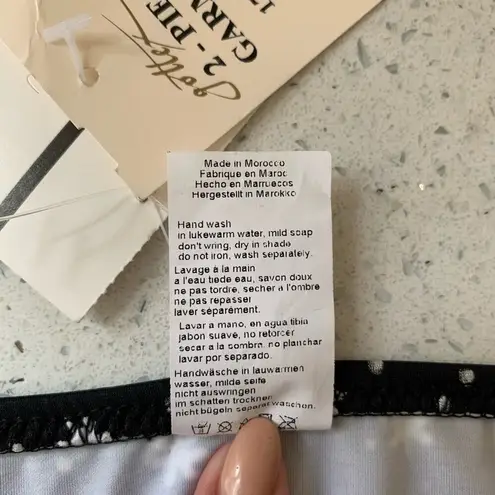 gottex
2 - PIE
GARM
Made in Morocco
Fabrique en Maroc
Hecho en Marruecos
Hergestellt in Marokko
Hand wash
in lukewarm water, mild soap
don't wring, dry in shade
do not iron, wash separately.
Lavage à la main
a l'eau tiede eau, savon doux
ne pas tordre, secher a l'ombre
ne pas repasser
laver séparément.
Lavar a mano, en agua tibia
jabon suave, no retorcer
secar a la sombra, no planchar
lavar por separado.
Handwäsche in lauwarmen
wasser, milde seife
nicht auswringen
im schatten trocknen
nicht bügeln separat waschen.